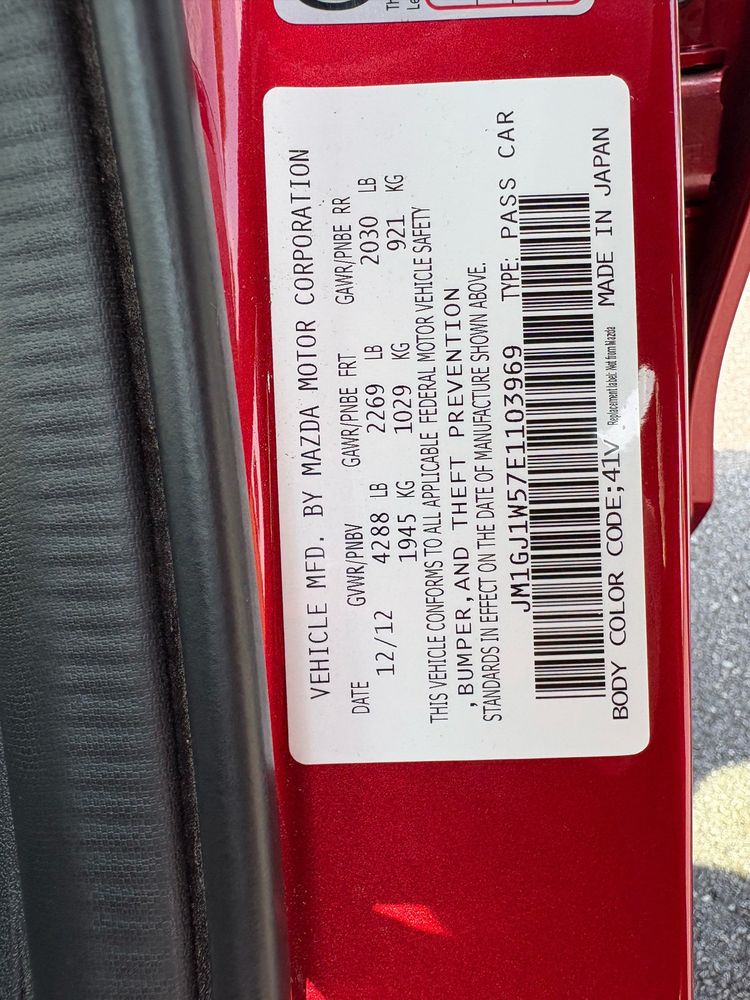 VEHICLE MFD. BY MAZDA MOTOR CORPORATION
DATE GVWR/PNBV GAWR/PNBE FRT GAWR/PNBE RR
12/12 4288 LB 2269 LB 2030 LB
1945 KG 1029 KG 921 KG
THIS VEHICLE CONFORMS TO ALL APPLICABLE FEDERAL MOTOR VEHICLE SAFETY
,BUMPER,AND THEFT PREVENTION
STANDARDS IN EFFECT ON THE DATE OF MANUFACTURE SHOWN ABOVE.
JM1GJ1W57E1103969 TYPE: PASS CAR
BODY COLOR CODE;41V Replacement label: Not from Mazda MADE IN JAPAN